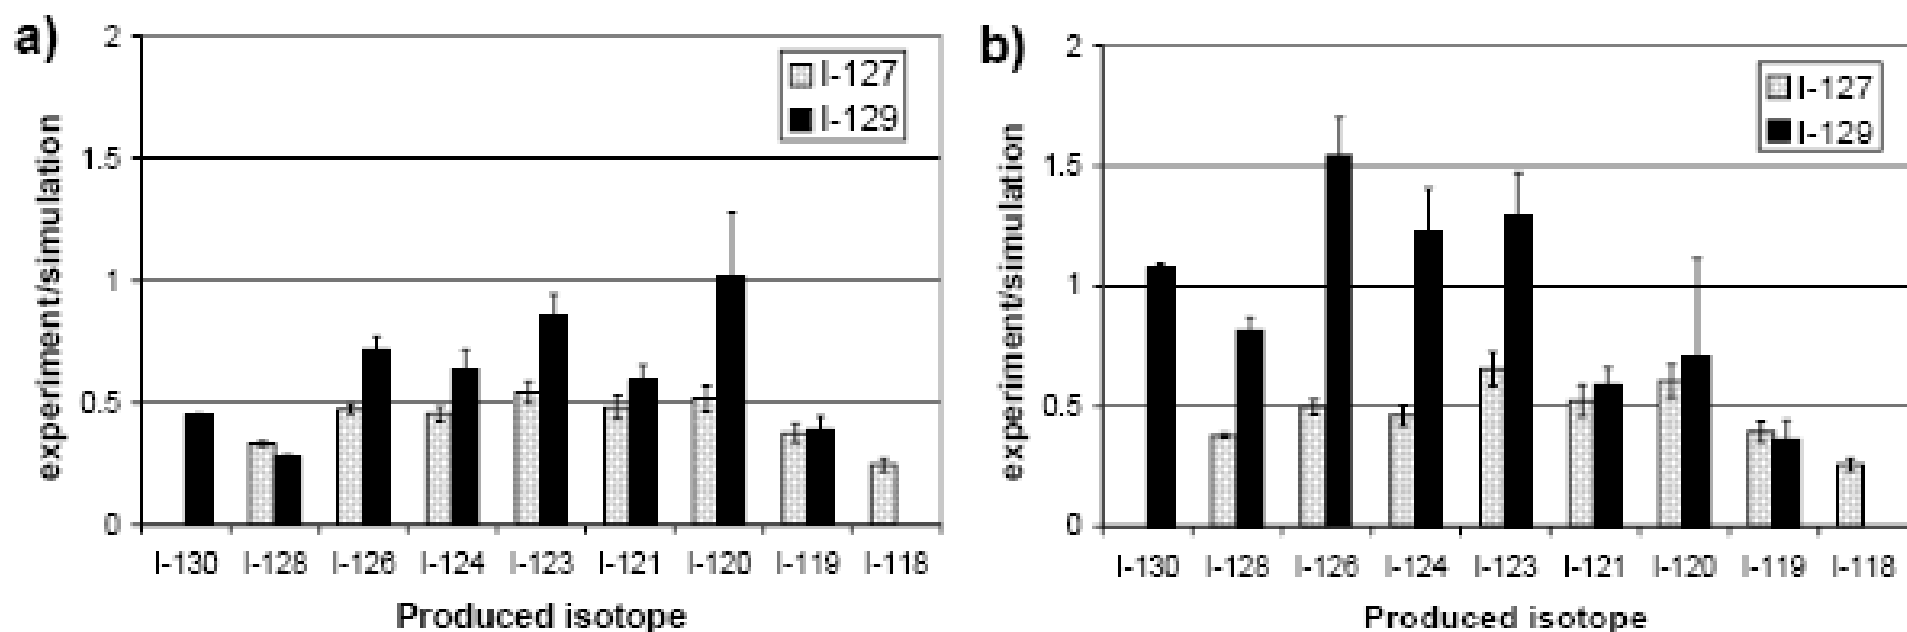 a)
2
1.5
1
0.5
0
experiment/simulation
I-127
I-129
I-130 I-128 I-126 I-124 I-123 I-121 I-120 I-119 I-118
Produced isotope
b)
2
1.5
1
0.5
0
experiment/simulation
I-127
I-129
I-130 I-128 I-126 I-124 I-123 I-121 I-120 I-119 I-118
Produced isotope